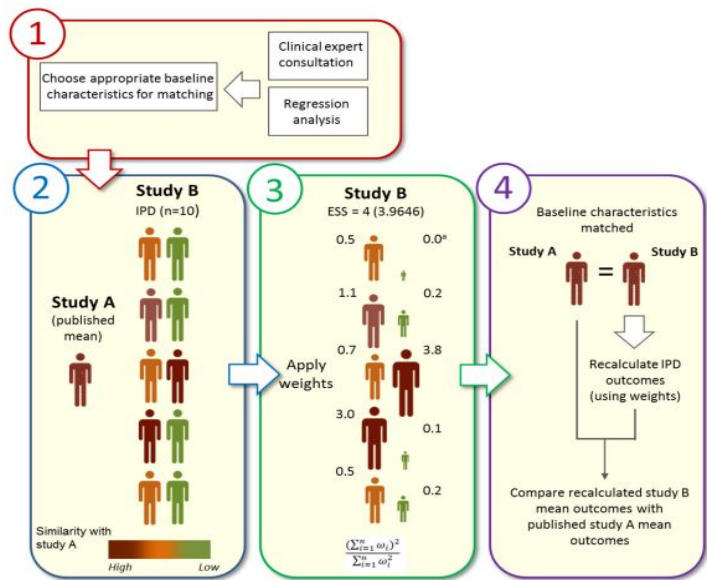 1
Clinical expert
consultation
Choose appropriate baseline
characteristics for matching
Regression
analysis
2
Study B
IPD (n=10)
Study A
(published
mean)
Similarity with
study A
High
Low
3
Study B
ESS = 4 (3.9646)
0.5
0.0ᵃ
1.1
0.2
0.7
3.8
Apply
weights
3.0
0.1
0.5
0.2
(∑ⁿᵢ₌₁ ωᵢ)²
∑ⁿᵢ₌₁ ωᵢ²
4
Baseline characteristics
matched
Study A
=
Study B
Recalculate IPD
outcomes
(using weights)
Compare recalculated study B
mean outcomes with
published study A mean
outcomes